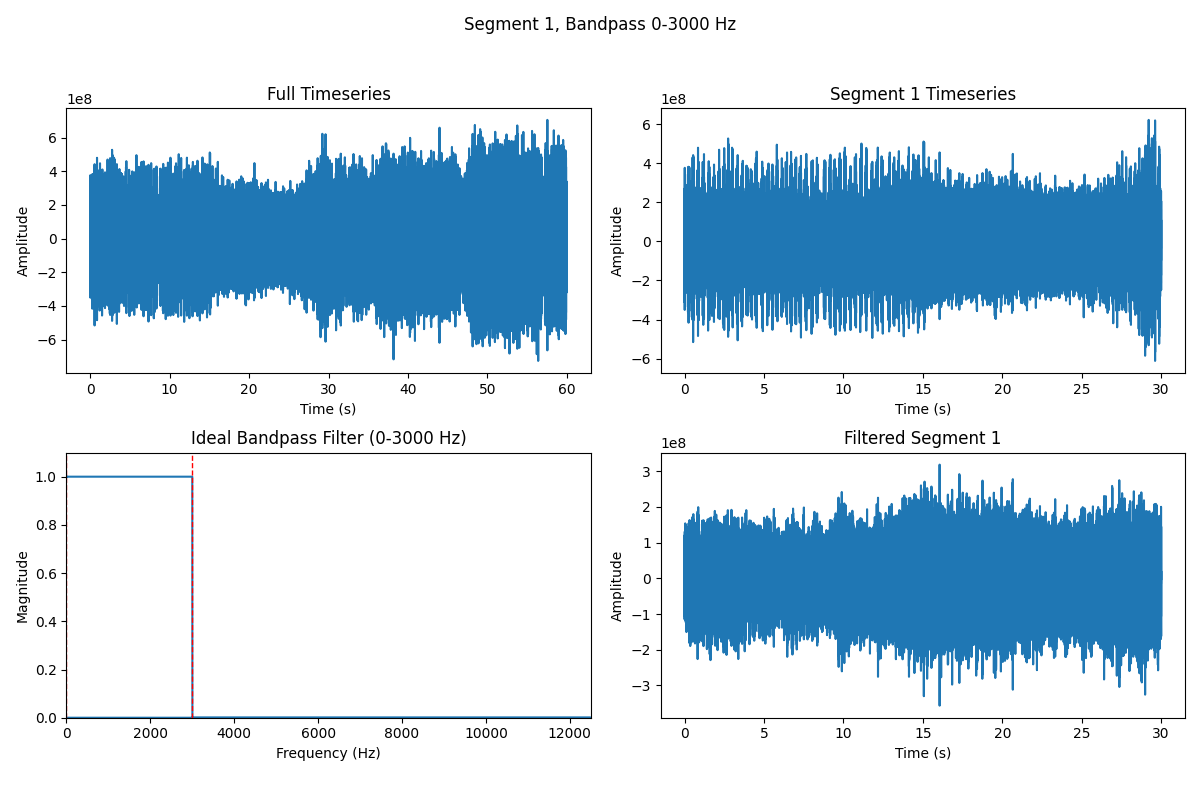 Segment 1, Bandpass 0-3000 Hz
Full Timeseries
1e8
6
4
2
0
−2
−4
−6
Amplitude
0 10 20 30 40 50 60
Time (s)
Segment 1 Timeseries
1e8
6
4
2
0
−2
−4
−6
Amplitude
0 5 10 15 20 25 30
Time (s)
Ideal Bandpass Filter (0-3000 Hz)
1.0
0.8
0.6
0.4
0.2
0.0
Magnitude
0 2000 4000 6000 8000 10000 12000
Frequency (Hz)
Filtered Segment 1
1e8
3
2
1
0
−1
−2
−3
Amplitude
0 5 10 15 20 25 30
Time (s)